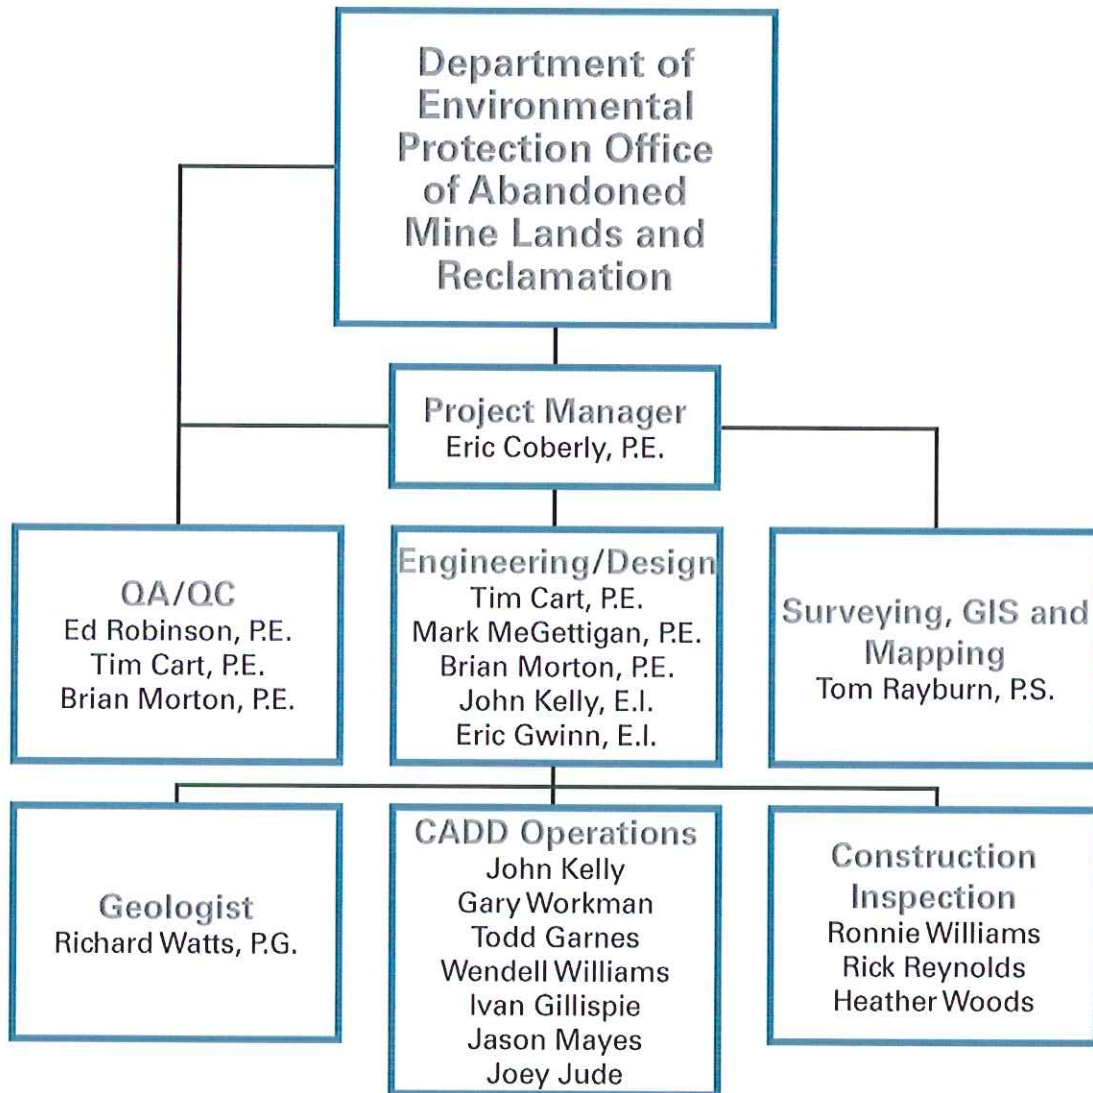 Department of
Environmental
Protection Office
of Abandoned
Mine Lands and
Reclamation
Project Manager
Eric Coberly, P.E.
QA/QC
Ed Robinson, P.E.
Tim Cart, P.E.
Brian Morton, P.E.
Engineering/Design
Tim Cart, P.E.
Mark MeGettigan, P.E.
Brian Morton, P.E.
John Kelly, E.I.
Eric Gwinn, E.I.
Surveying, GIS and
Mapping
Tom Rayburn, P.S.
Geologist
Richard Watts, P.G.
CADD Operations
John Kelly
Gary Workman
Todd Garnes
Wendell Williams
Ivan Gillispie
Jason Mayes
Joey Jude
Construction
Inspection
Ronnie Williams
Rick Reynolds
Heather Woods